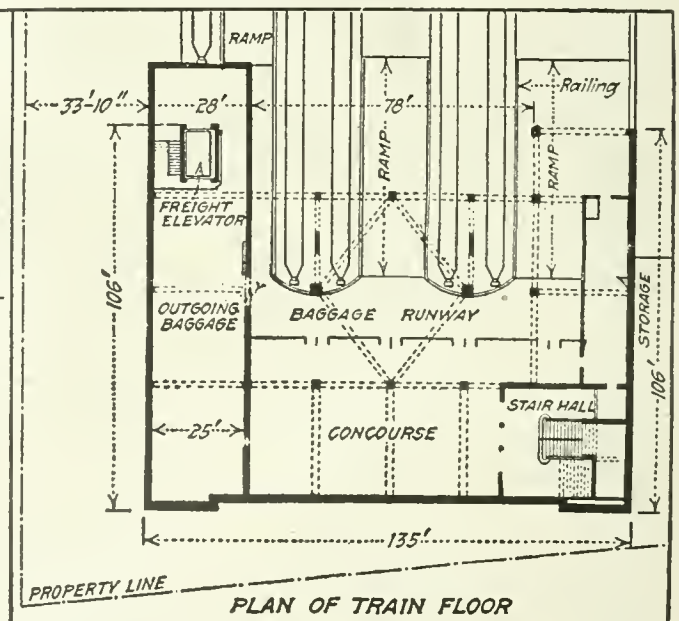 RAMP
33'-10"
28'
78'
Railing
RAMP
RAMP
A
FREIGHT
ELEVATOR
106'
OUTGOING
BAGGAGE
BAGGAGE RUNWAY
STORAGE
106'
STAIR HALL
25'
CONCOURSE
135'
PROPERTY LINE
PLAN OF TRAIN FLOOR